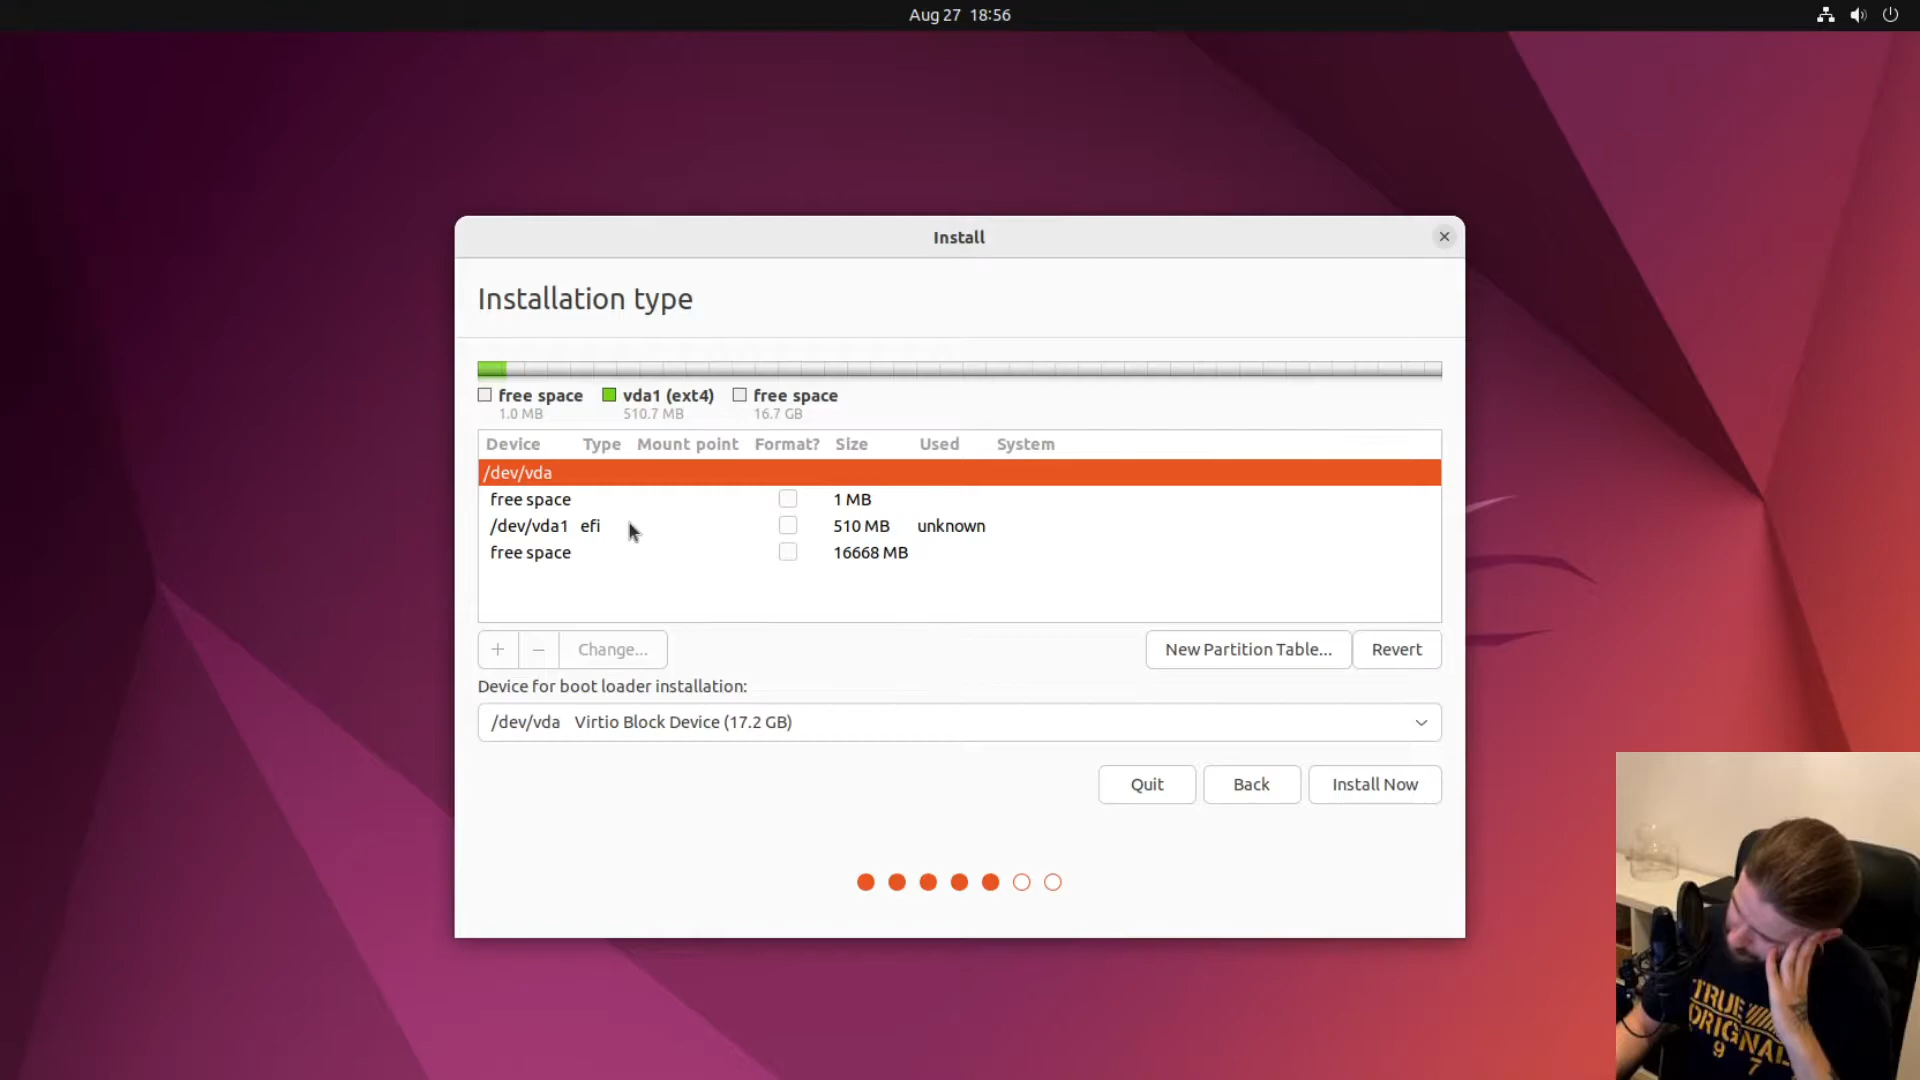 Aug 27 18:56
Install
Installation type
free space
1.0 MB
vda1 (ext4)
510.7 MB
free space
16.7 GB
Device Type Mount point Format? Size Used System
/dev/vda
free space 1 MB
/dev/vda1 efi 510 MB unknown
free space 16668 MB
+ − Change...
New Partition Table... Revert
Device for boot loader installation:
/dev/vda Virtio Block Device (17.2 GB)
Quit Back Install Now
TRUE
ORIGINAL
9 7